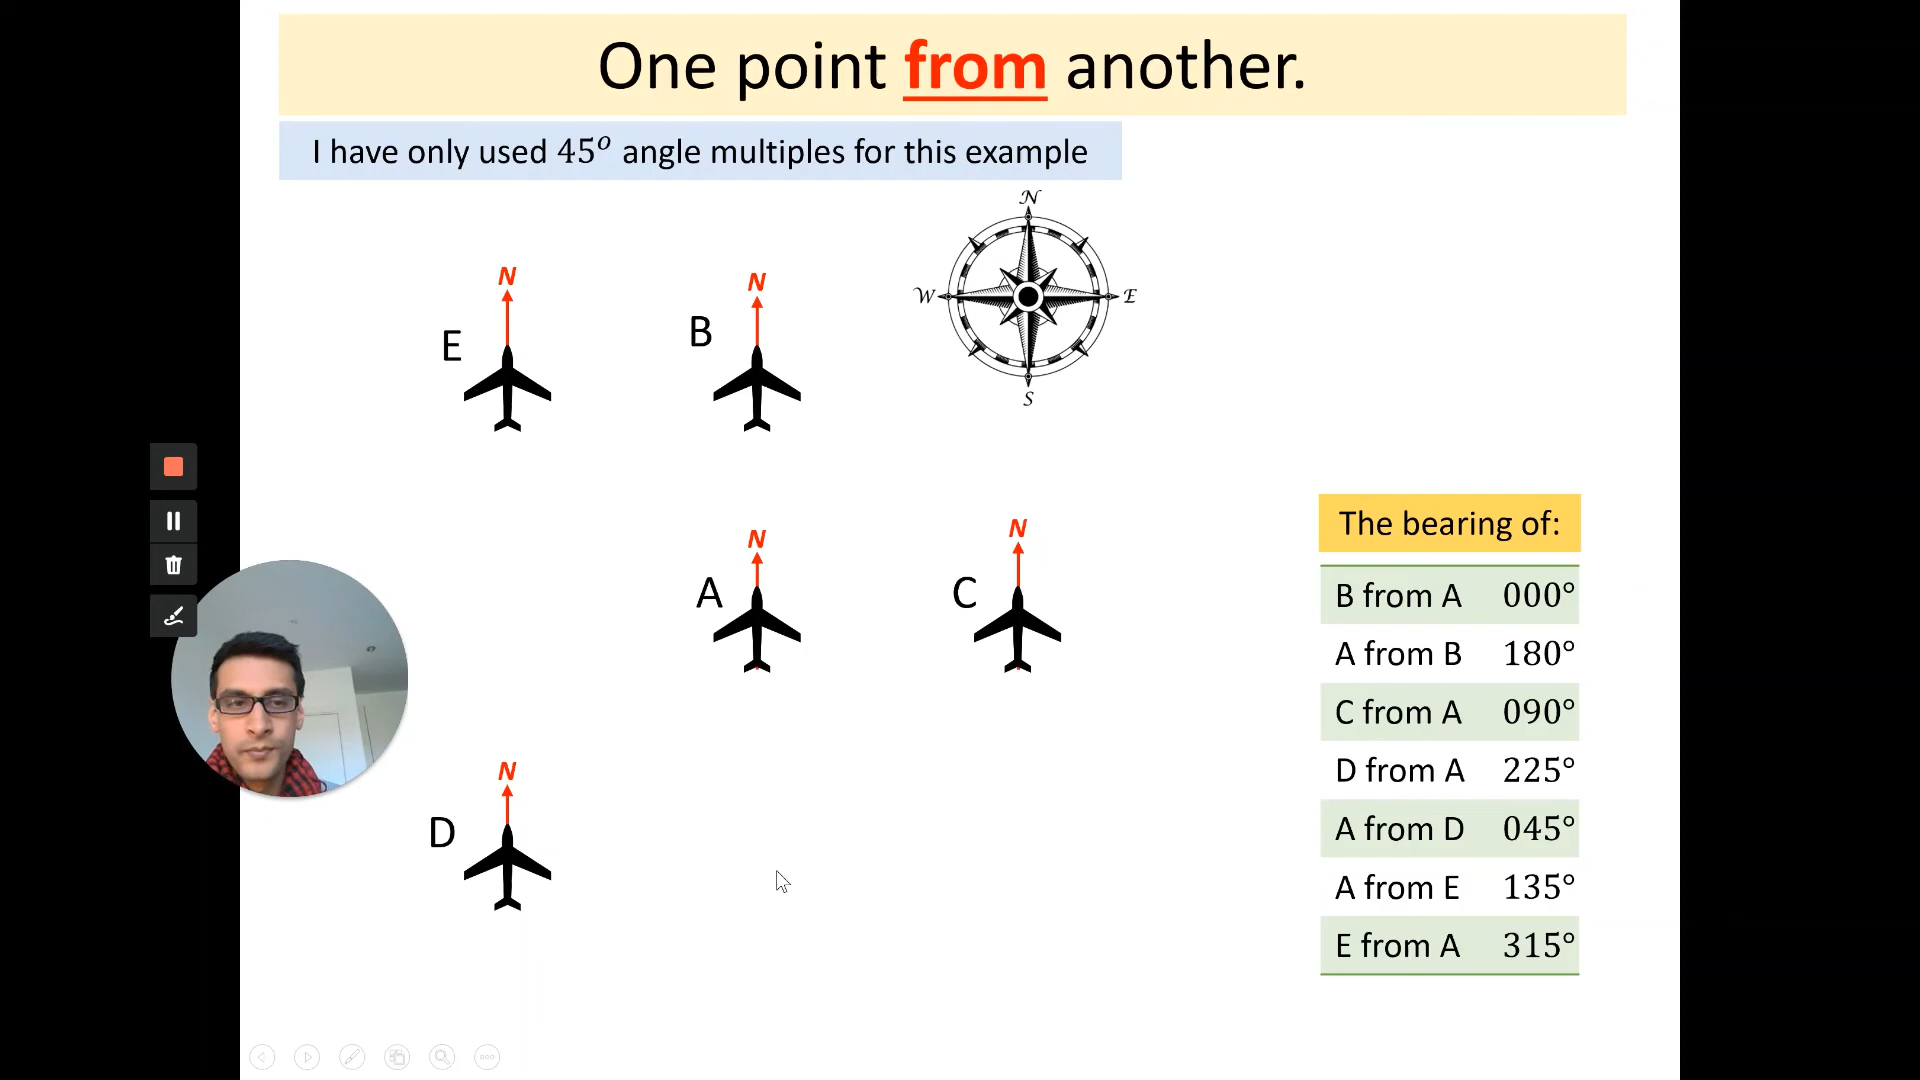 One point from another.
I have only used 45° angle multiples for this example
N
W E
S
N
E
N
B
N
A
N
C
N
D
The bearing of:
B from A 000°
A from B 180°
C from A 090°
D from A 225°
A from D 045°
A from E 135°
E from A 315°